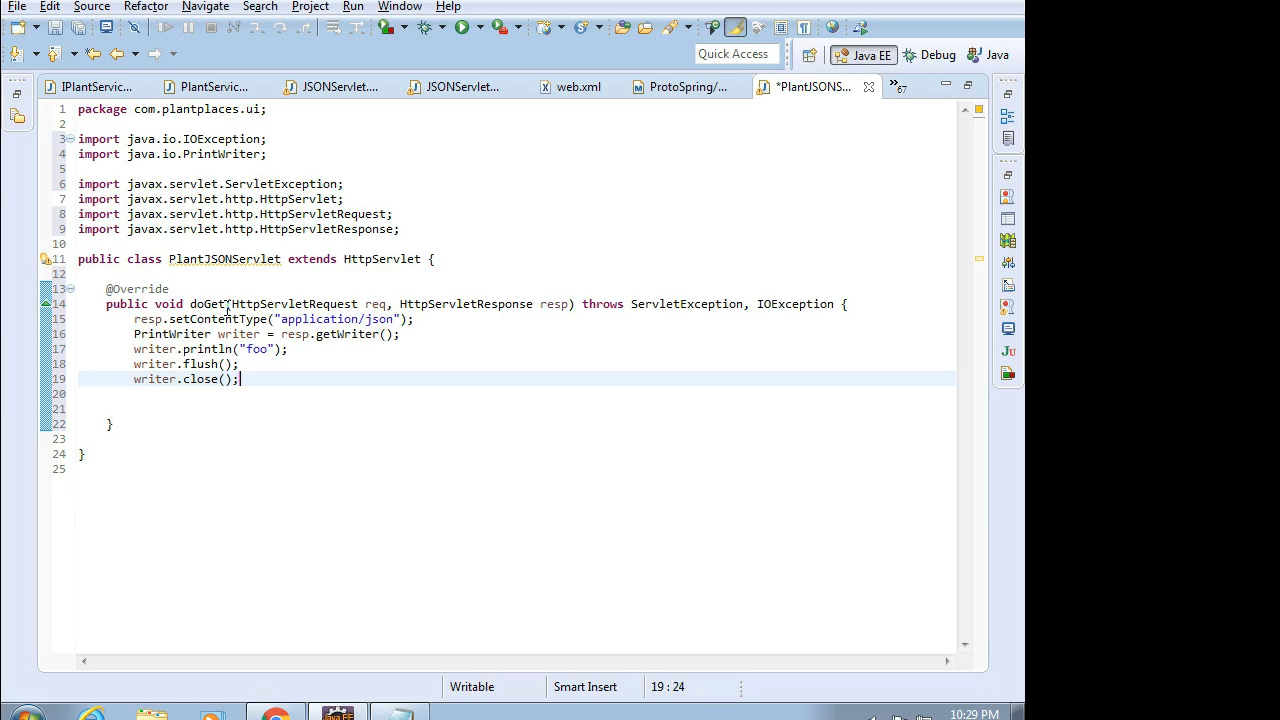 File Edit Source Refactor Navigate Search Project Run Window Help
Quick Access Java EE Debug Java
IPlantServic... PlantServic... JSONServlet.... JSONServlet... web.xml ProtoSpring/... *PlantJSONS... »67
1 package com.plantplaces.ui;
2
3 import java.io.IOException;
4 import java.io.PrintWriter;
5
6 import javax.servlet.ServletException;
7 import javax.servlet.http.HttpServlet;
8 import javax.servlet.http.HttpServletRequest;
9 import javax.servlet.http.HttpServletResponse;
10
11 public class PlantJSONServlet extends HttpServlet {
12
13 @Override
14 public void doGet(HttpServletRequest req, HttpServletResponse resp) throws ServletException, IOException {
15 resp.setContentType("application/json");
16 PrintWriter writer = resp.getWriter();
17 writer.println("foo");
18 writer.flush();
19 writer.close();
20
21
22 }
23
24 }
25
Writable Smart Insert 19 : 24
10:29 PM